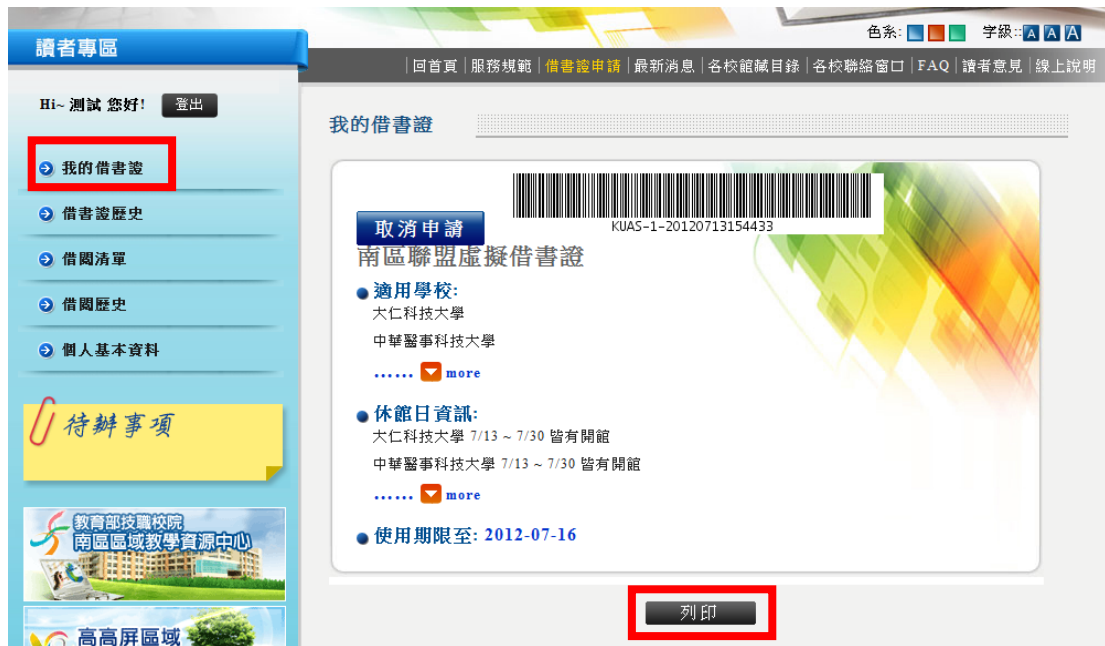 色系: 字級::A A A
讀者專區
|回首頁|服務規範|借書證申請|最新消息|各校館藏目錄|各校聯絡窗口|FAQ|讀者意見|線上說明
Hi~ 測試 您好! 登出
我的借書證
借書證歷史
借閱清單
借閱歷史
個人基本資料
待辦事項
教育部技職校院
南區區域教學資源中心
高高屏區域
我的借書證
KUAS-1-20120713154433
取消申請
南區聯盟虛擬借書證
適用學校:
大仁科技大學
中華醫事科技大學
...... more
休館日資訊:
大仁科技大學 7/13 ~ 7/30 皆有開館
中華醫事科技大學 7/13 ~ 7/30 皆有開館
...... more
使用期限至: 2012-07-16
列印